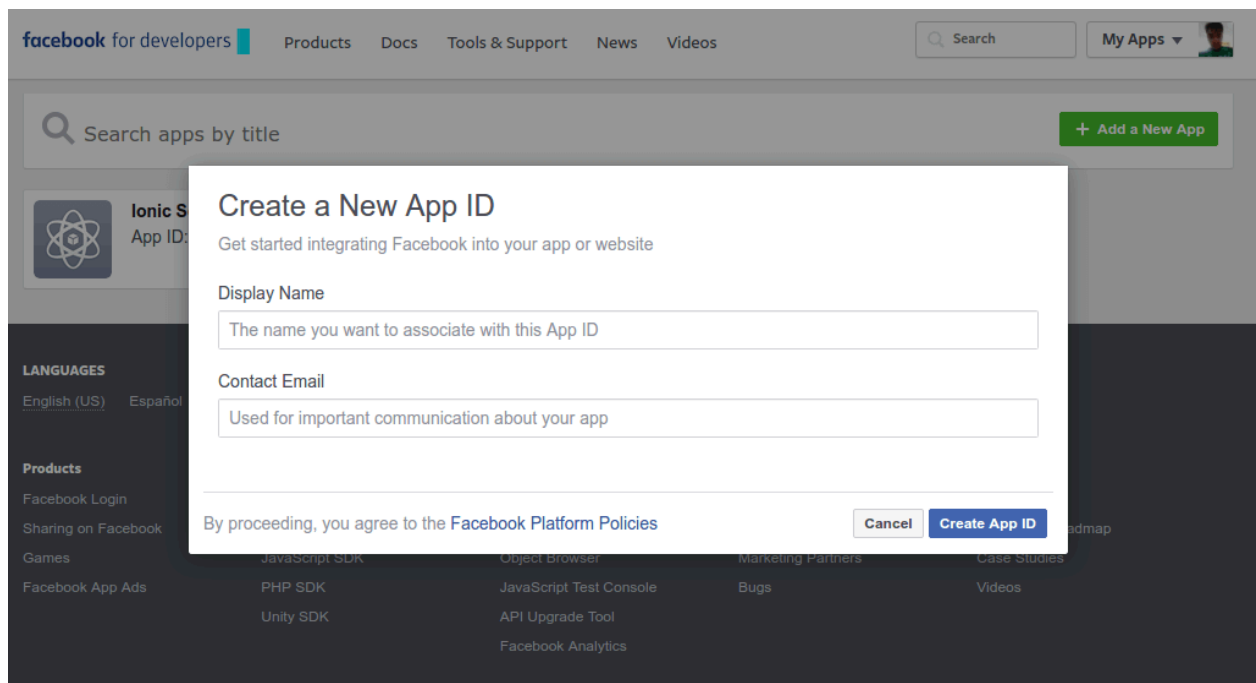 facebook for developers Products Docs Tools & Support News Videos Search My Apps
Search apps by title + Add a New App
Ionic S
App ID:
Create a New App ID
Get started integrating Facebook into your app or website
Display Name
The name you want to associate with this App ID
Contact Email
Used for important communication about your app
By proceeding, you agree to the Facebook Platform Policies Cancel Create App ID
LANGUAGES
English (US) Español
Products
Facebook Login
Sharing on Facebook admap
Games JavaScript SDK Object Browser Marketing Partners Case Studies
Facebook App Ads PHP SDK JavaScript Test Console Bugs Videos
Unity SDK API Upgrade Tool
Facebook Analytics